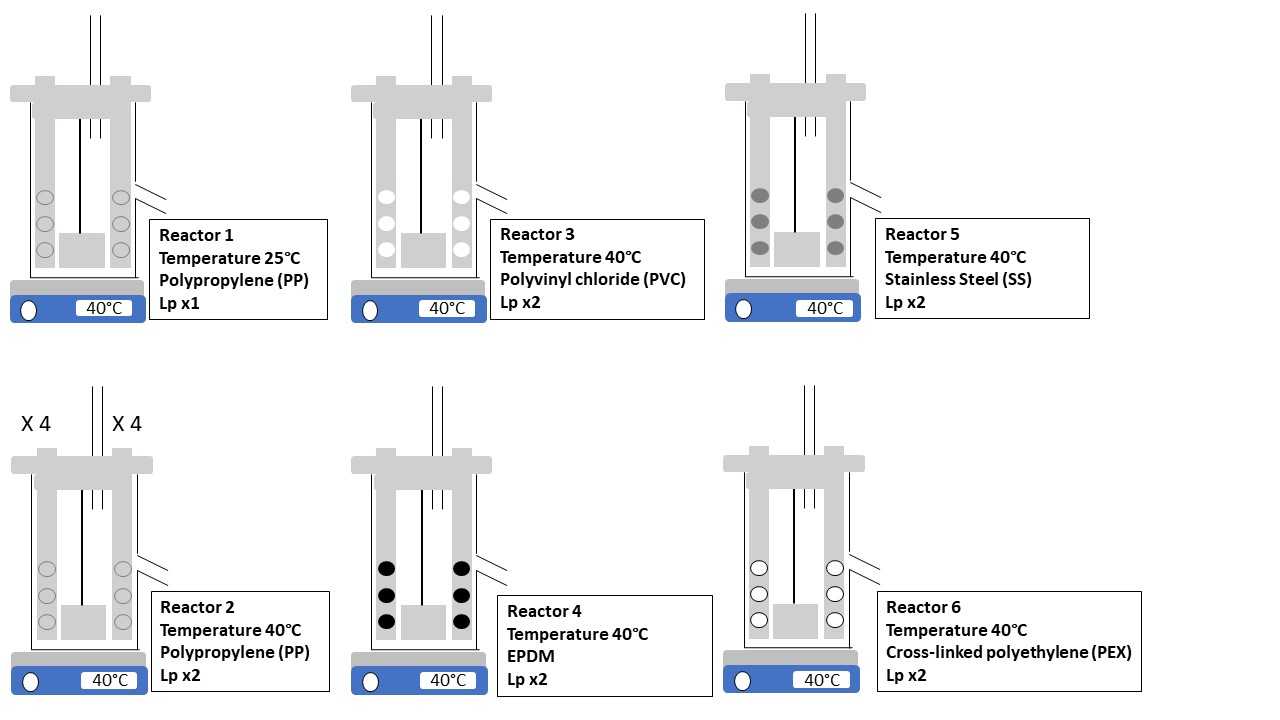 Reactor 1
Temperature 25°C
Polypropylene (PP)
Lp x1
40°C
Reactor 3
Temperature 40°C
Polyvinyl chloride (PVC)
Lp x2
40°C
Reactor 5
Temperature 40°C
Stainless Steel (SS)
Lp x2
40°C
X 4 X 4
Reactor 2
Temperature 40°C
Polypropylene (PP)
Lp x2
40°C
Reactor 4
Temperature 40°C
EPDM
Lp x2
40°C
Reactor 6
Temperature 40°C
Cross-linked polyethylene (PEX)
Lp x2
40°C